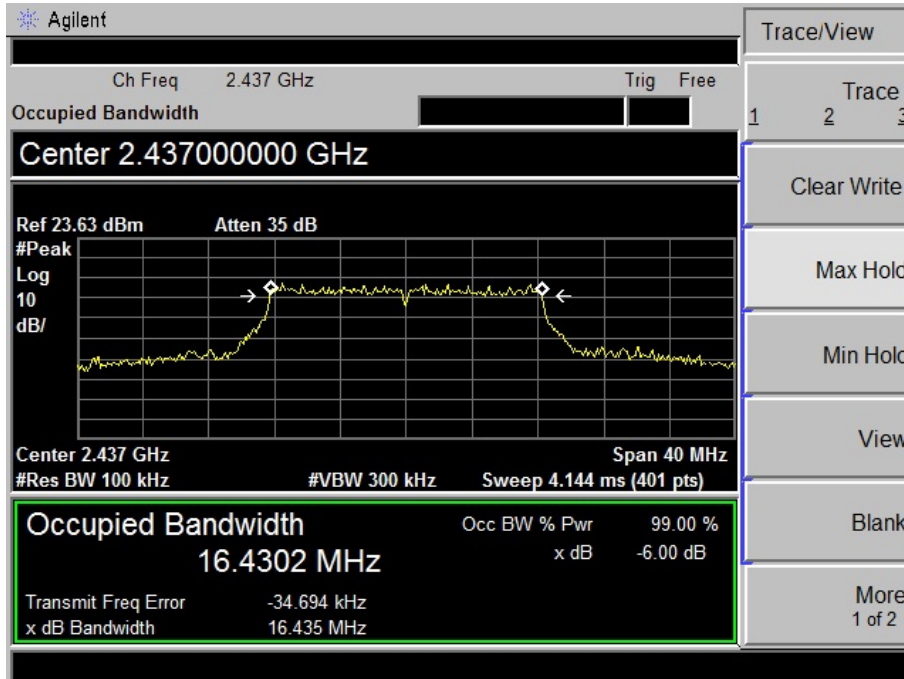 Agilent
Trace/View
Ch Freq 2.437 GHz Trig Free
Occupied Bandwidth
Center 2.437000000 GHz
Ref 23.63 dBm Atten 35 dB
#Peak
Log
10
dB/
Center 2.437 GHz Span 40 MHz
#Res BW 100 kHz #VBW 300 kHz Sweep 4.144 ms (401 pts)
Occupied Bandwidth
16.4302 MHz
Occ BW % Pwr 99.00 %
x dB -6.00 dB
Transmit Freq Error -34.694 kHz
x dB Bandwidth 16.435 MHz
Trace
1 2 3
Clear Write
Max Hold
Min Hold
View
Blank
More
1 of 2